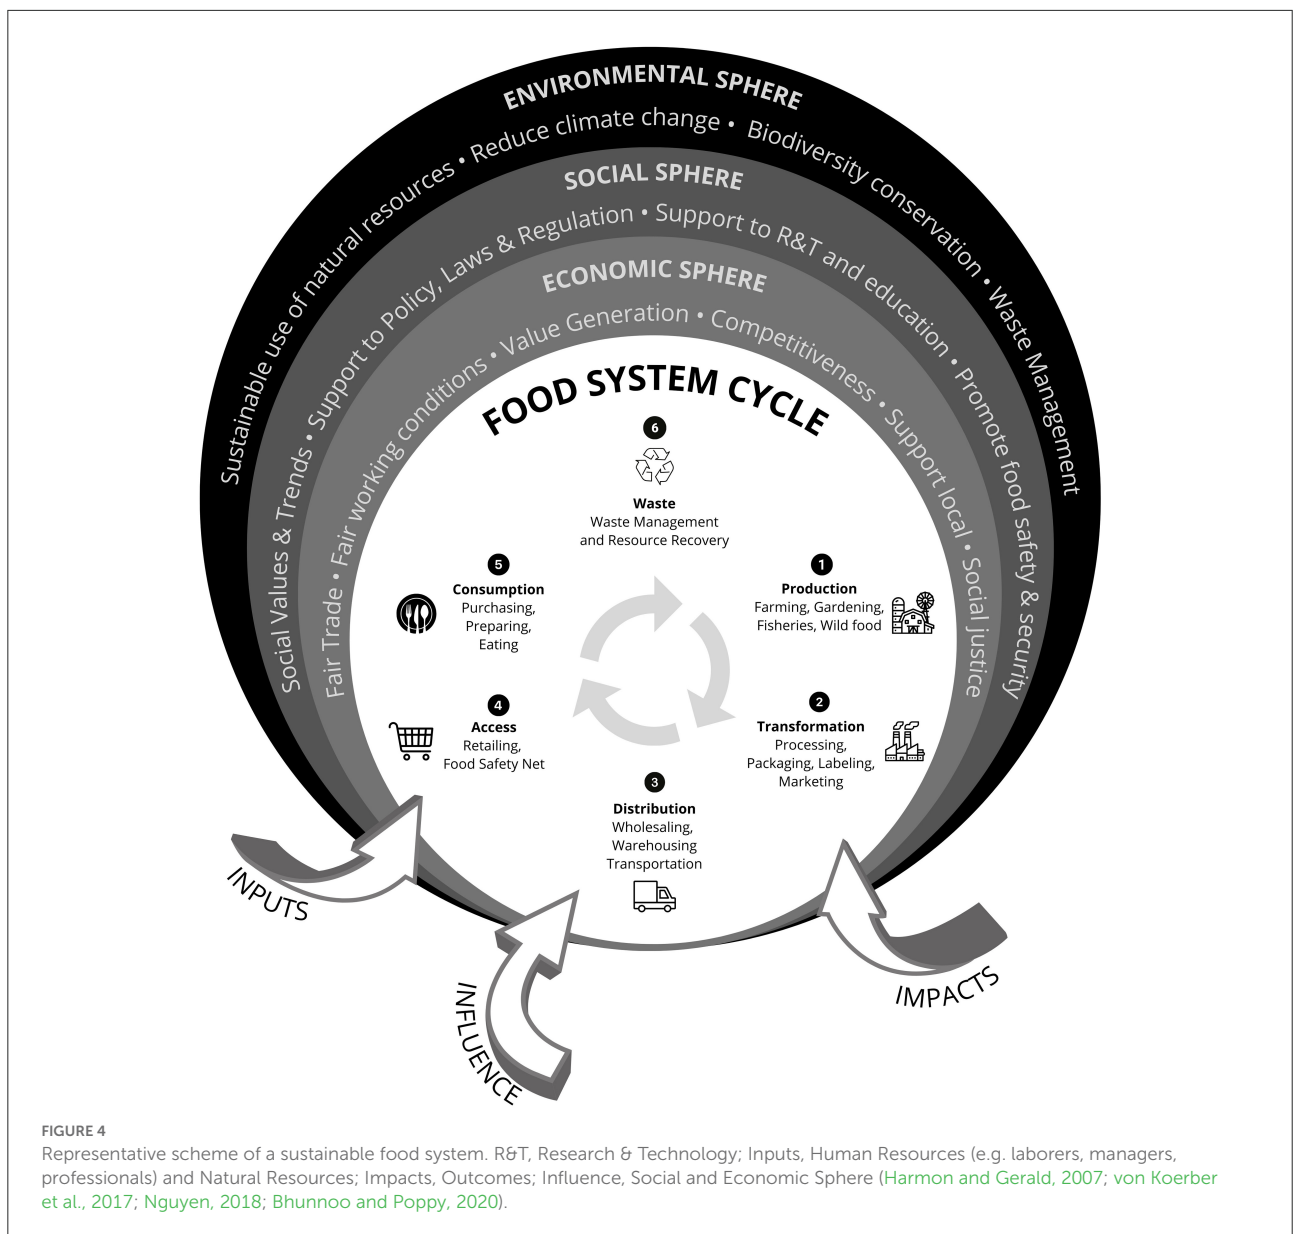 ENVIRONMENTAL SPHERE
Sustainable use of natural resources • Reduce climate change • Biodiversity conservation • Waste Management
SOCIAL SPHERE
Social Values & Trends • Support to Policy, Laws & Regulation • Support to R&T and education • Promote food safety & security
ECONOMIC SPHERE
Fair Trade • Fair working conditions • Value Generation • Competitiveness • Support local • Social justice
FOOD SYSTEM CYCLE
6
Waste
Waste Management
and Resource Recovery
1
Production
Farming, Gardening,
Fisheries, Wild food
2
Transformation
Processing,
Packaging, Labeling,
Marketing
3
Distribution
Wholesaling,
Warehousing
Transportation
4
Access
Retailing,
Food Safety Net
5
Consumption
Purchasing,
Preparing,
Eating
INPUTS
INFLUENCE
IMPACTS
FIGURE 4
Representative scheme of a sustainable food system. R&T, Research & Technology; Inputs, Human Resources (e.g. laborers, managers,
professionals) and Natural Resources; Impacts, Outcomes; Influence, Social and Economic Sphere (Harmon and Gerald, 2007; von Koerber
et al., 2017; Nguyen, 2018; Bhunnoo and Poppy, 2020).